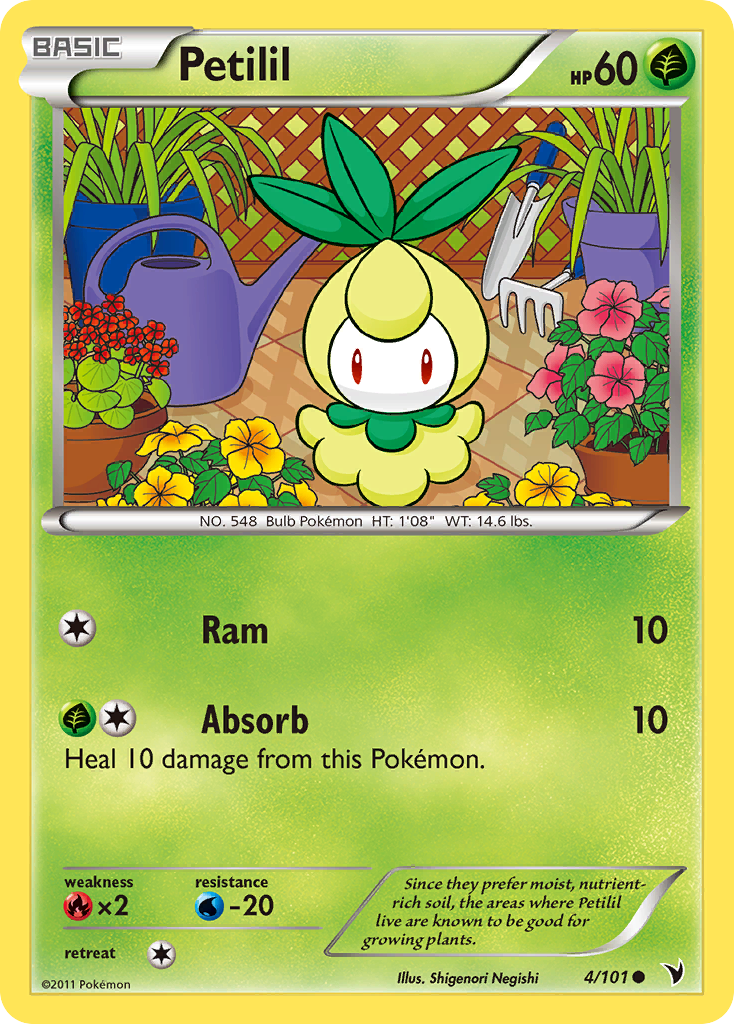 BASIC
Petilil
HP60
NO. 548 Bulb Pokémon HT: 1'08" WT: 14.6 lbs.
Ram 10
Absorb 10
Heal 10 damage from this Pokémon.
weakness resistance
×2 -20
retreat
Since they prefer moist, nutrient-
rich soil, the areas where Petilil
live are known to be good for
growing plants.
©2011 Pokémon
Illus. Shigenori Negishi
4/101